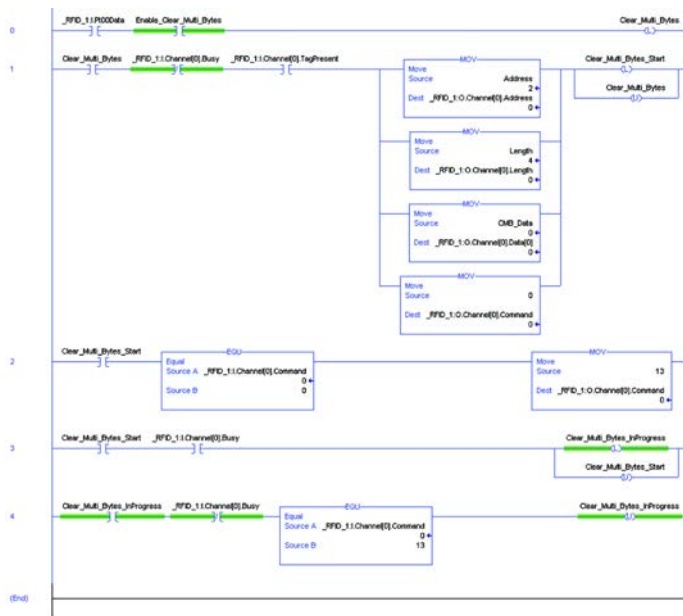 _RFID_1:I.Pt00Data Enable_Clear_Multi_Bytes Clear_Multi_Bytes
0 L
Clear_Multi_Bytes _RFID_1:I.Channel[0].Busy _RFID_1:I.Channel[0].TagPresent MOV Clear_Multi_Bytes_Start
1 Move L
Source Address
2 Clear_Multi_Bytes
Dest _RFID_1:O.Channel[0].Address U
0
MOV
Move
Source Length
4
Dest _RFID_1:O.Channel[0].Length
0
MOV
Move
Source CMB_Data
0
Dest _RFID_1:O.Channel[0].Data[0]
0
MOV
Move
Source 0
Dest _RFID_1:O.Channel[0].Command
0
Clear_Multi_Bytes_Start EQU MOV
2 Equal Move
Source A _RFID_1:I.Channel[0].Command Source 13
0
Source B 0 Dest _RFID_1:O.Channel[0].Command
0
Clear_Multi_Bytes_Start _RFID_1:I.Channel[0].Busy Clear_Multi_Bytes_InProgress
3 L
Clear_Multi_Bytes_Start
U
Clear_Multi_Bytes_InProgress _RFID_1:I.Channel[0].Busy EQU Clear_Multi_Bytes_InProgress
4 Equal U
Source A _RFID_1:I.Channel[0].Command
0
Source B 13
(End)